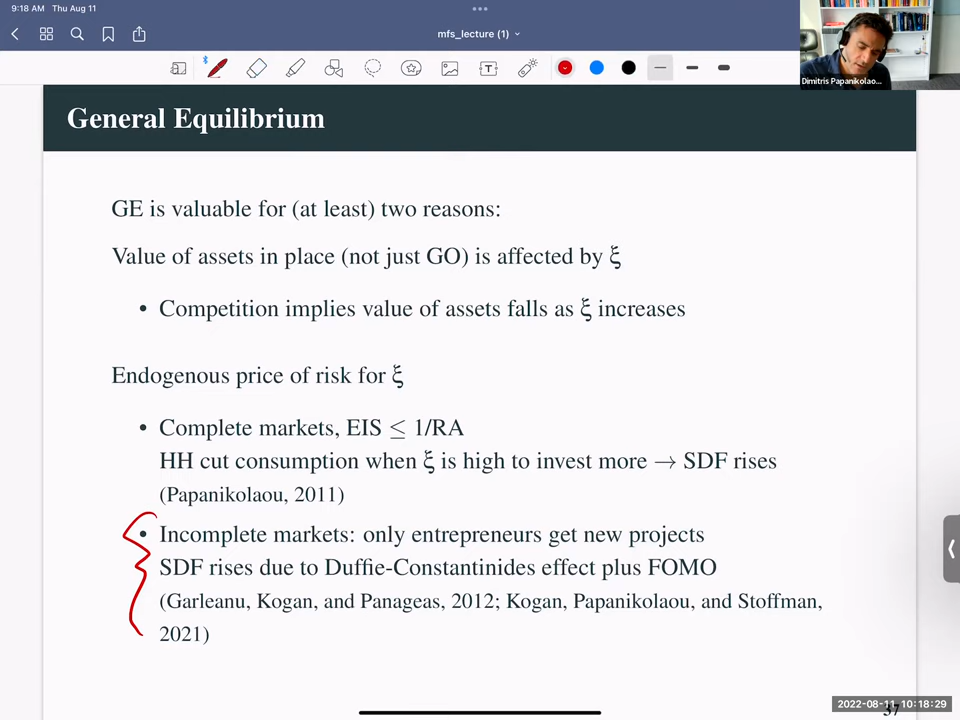 9:18 AM Thu Aug 11
mfs_lecture (1)
Dimitris Papanikolao...
General Equilibrium
GE is valuable for (at least) two reasons:
Value of assets in place (not just GO) is affected by ξ
• Competition implies value of assets falls as ξ increases
Endogenous price of risk for ξ
• Complete markets, EIS ≤ 1/RA
HH cut consumption when ξ is high to invest more → SDF rises
(Papanikolaou, 2011)
• Incomplete markets: only entrepreneurs get new projects
SDF rises due to Duffie-Constantinides effect plus FOMO
(Garleanu, Kogan, and Panageas, 2012; Kogan, Papanikolaou, and Stoffman,
2021)
2022-08-11 10:18:29
37